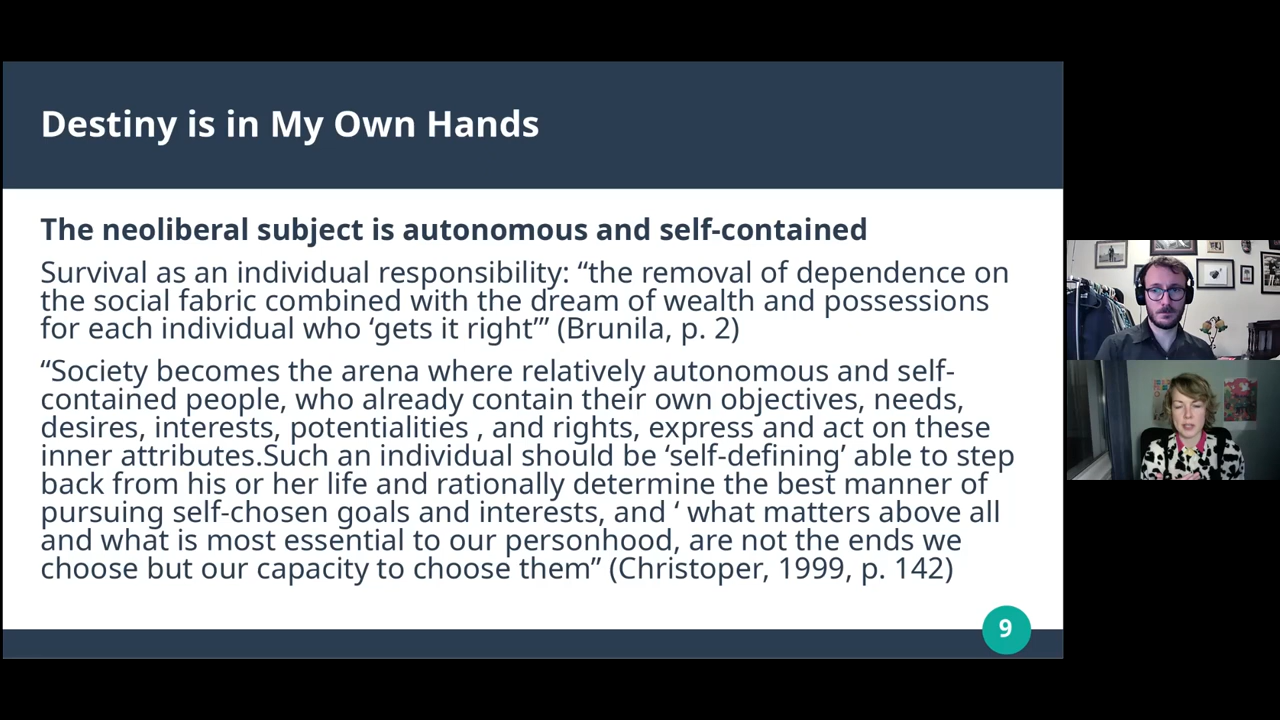 Destiny is in My Own Hands
The neoliberal subject is autonomous and self-contained
Survival as an individual responsibility: “the removal of dependence on
the social fabric combined with the dream of wealth and possessions
for each individual who ‘gets it right’” (Brunila, p. 2)
“Society becomes the arena where relatively autonomous and self-
contained people, who already contain their own objectives, needs,
desires, interests, potentialities , and rights, express and act on these
inner attributes.Such an individual should be ‘self-defining’ able to step
back from his or her life and rationally determine the best manner of
pursuing self-chosen goals and interests, and ‘ what matters above all
and what is most essential to our personhood, are not the ends we
choose but our capacity to choose them” (Christoper, 1999, p. 142)
9